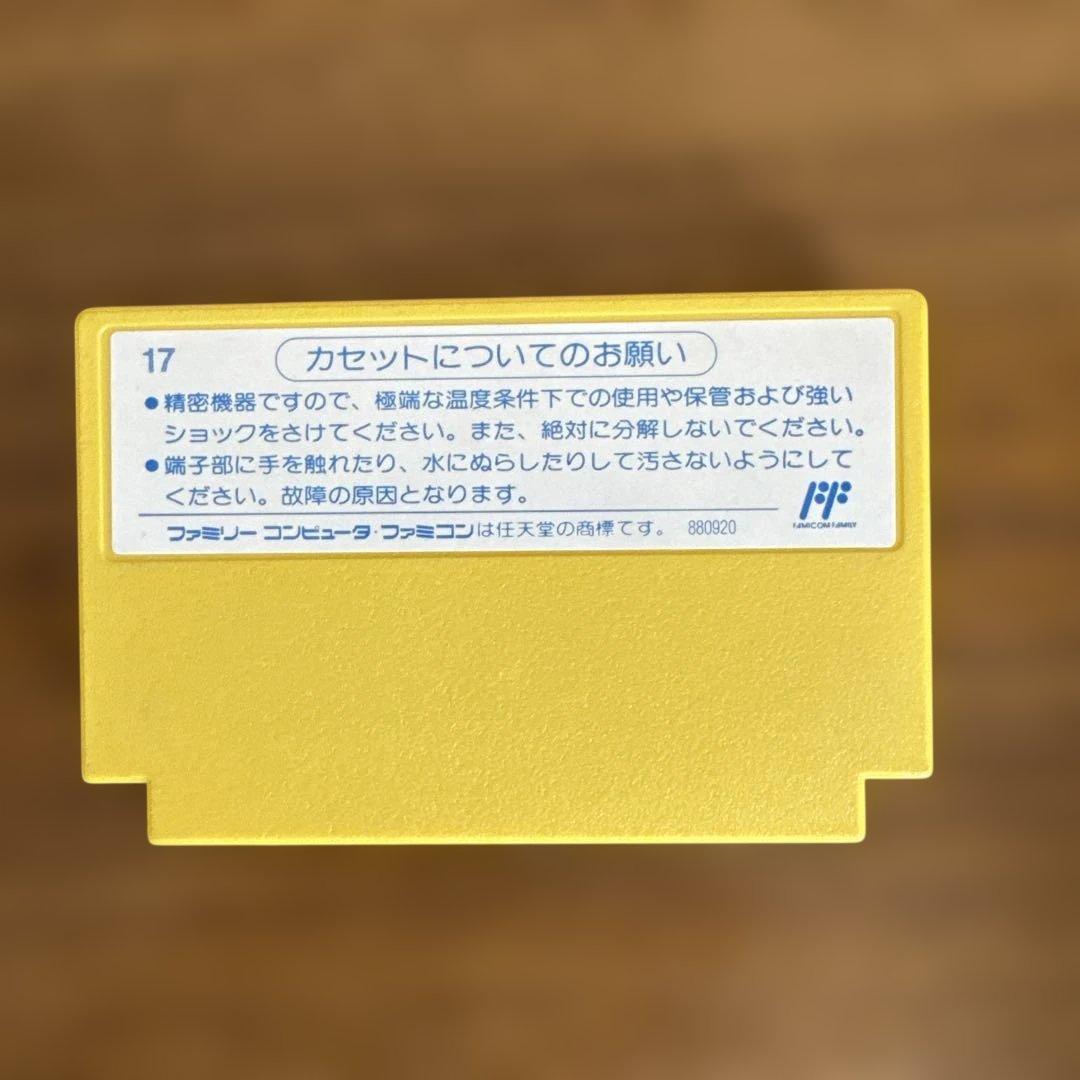 17
カセットについてのお願い
●精密機器ですので、極端な温度条件下での使用や保管および強い
ショックをさけてください。また、絶対に分解しないでください。
●端子部に手を触れたり、水にぬらしたりして汚さないようにして
ください。故障の原因となります。
FAMICOM FAMILY
ファミリーコンピュータ・ファミコンは任天堂の商標です。 880920